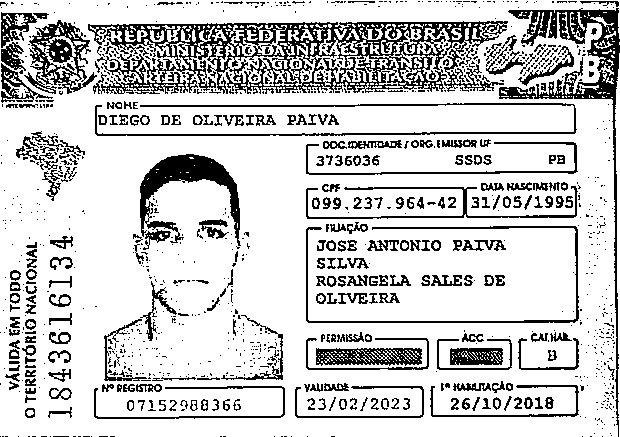 REPÚBLICA FEDERATIVA DO BRASIL
MINISTÉRIO DA INFRAESTRUTURA
DEPARTAMENTO NACIONAL DE TRÂNSITO
CARTEIRA NACIONAL DE HABILITAÇÃO
PB
NOME
DIEGO DE OLIVEIRA PAIVA
DOC. IDENTIDADE / ORG. EMISSOR UF
3736036 SSDS PB
CPF DATA NASCIMENTO
099.237.964-42 31/05/1995
FILIAÇÃO
JOSE ANTONIO PAIVA
SILVA
ROSANGELA SALES DE
OLIVEIRA
PERMISSÃO ACC CAT. HAB.
B
Nº REGISTRO VALIDADE 1ª HABILITAÇÃO
07152988366 23/02/2023 26/10/2018
VÁLIDA EM TODO
O TERRITÓRIO NACIONAL
1843616134